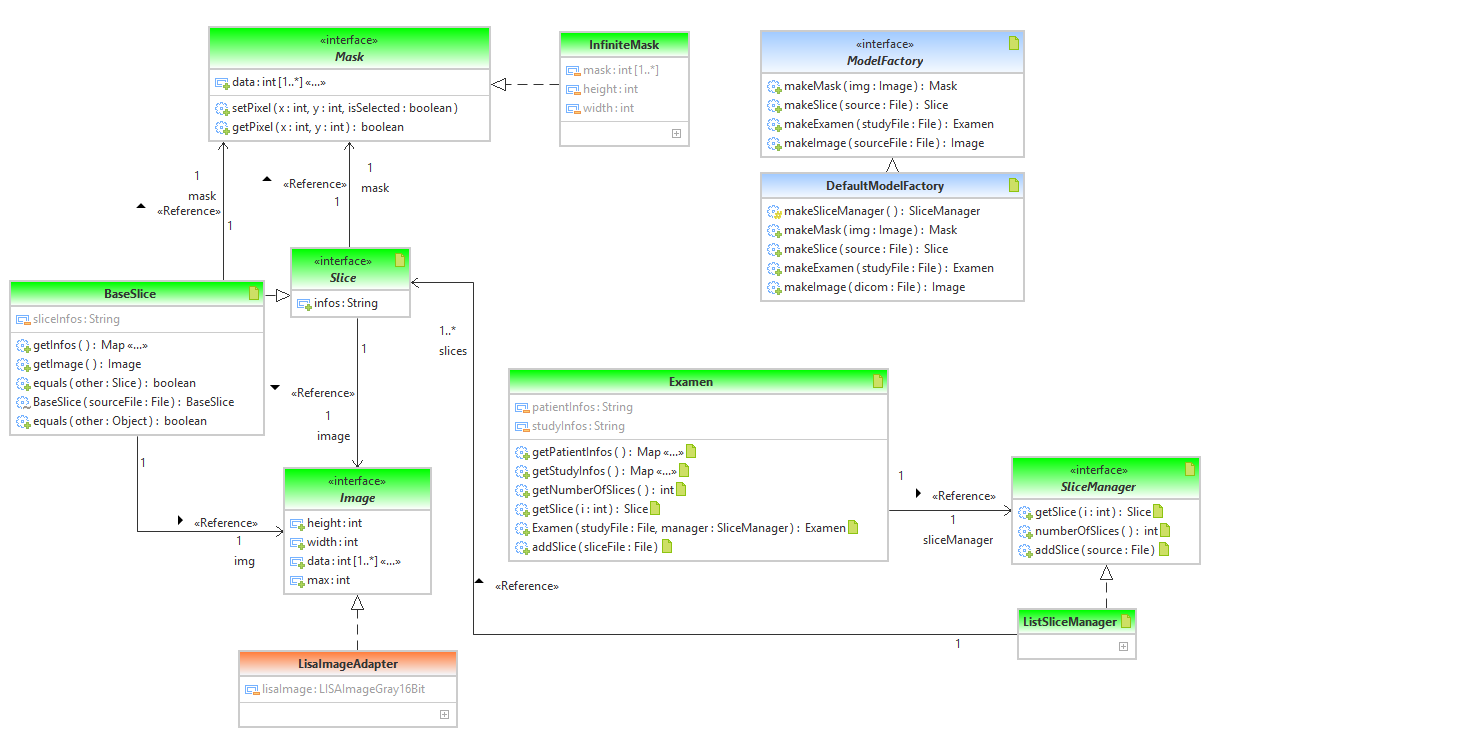 «interface»
Mask
data : int [1..*] «...»
setPixel ( x : int, y : int, isSelected : boolean )
getPixel ( x : int, y : int ) : boolean
InfiniteMask
mask : int [1..*]
height : int
width : int
«interface»
ModelFactory
makeMask ( img : Image ) : Mask
makeSlice ( source : File ) : Slice
makeExamen ( studyFile : File ) : Examen
makeImage ( sourceFile : File ) : Image
DefaultModelFactory
makeSliceManager ( ) : SliceManager
makeMask ( img : Image ) : Mask
makeSlice ( source : File ) : Slice
makeExamen ( studyFile : File ) : Examen
makeImage ( dicom : File ) : Image
1
mask
«Reference»
1
1
«Reference»
mask
1
«interface»
Slice
infos : String
BaseSlice
sliceInfos : String
getInfos ( ) : Map «...»
getImage ( ) : Image
equals ( other : Slice ) : boolean
BaseSlice ( sourceFile : File ) : BaseSlice
equals ( other : Object ) : boolean
1..*
slices
1
«Reference»
1
image
Examen
patientInfos : String
studyInfos : String
getPatientInfos ( ) : Map «...»
getStudyInfos ( ) : Map «...»
getNumberOfSlices ( ) : int
getSlice ( i : int ) : Slice
Examen ( studyFile : File, manager : SliceManager ) : Examen
addSlice ( sliceFile : File )
1
«Reference»
1
sliceManager
«interface»
SliceManager
getSlice ( i : int ) : Slice
numberOfSlices ( ) : int
addSlice ( source : File )
1
«Reference»
1
img
«interface»
Image
height : int
width : int
data : int [1..*] «...»
max : int
«Reference»
1
ListSliceManager
LisaImageAdapter
lisaImage : LISAImageGray16Bit